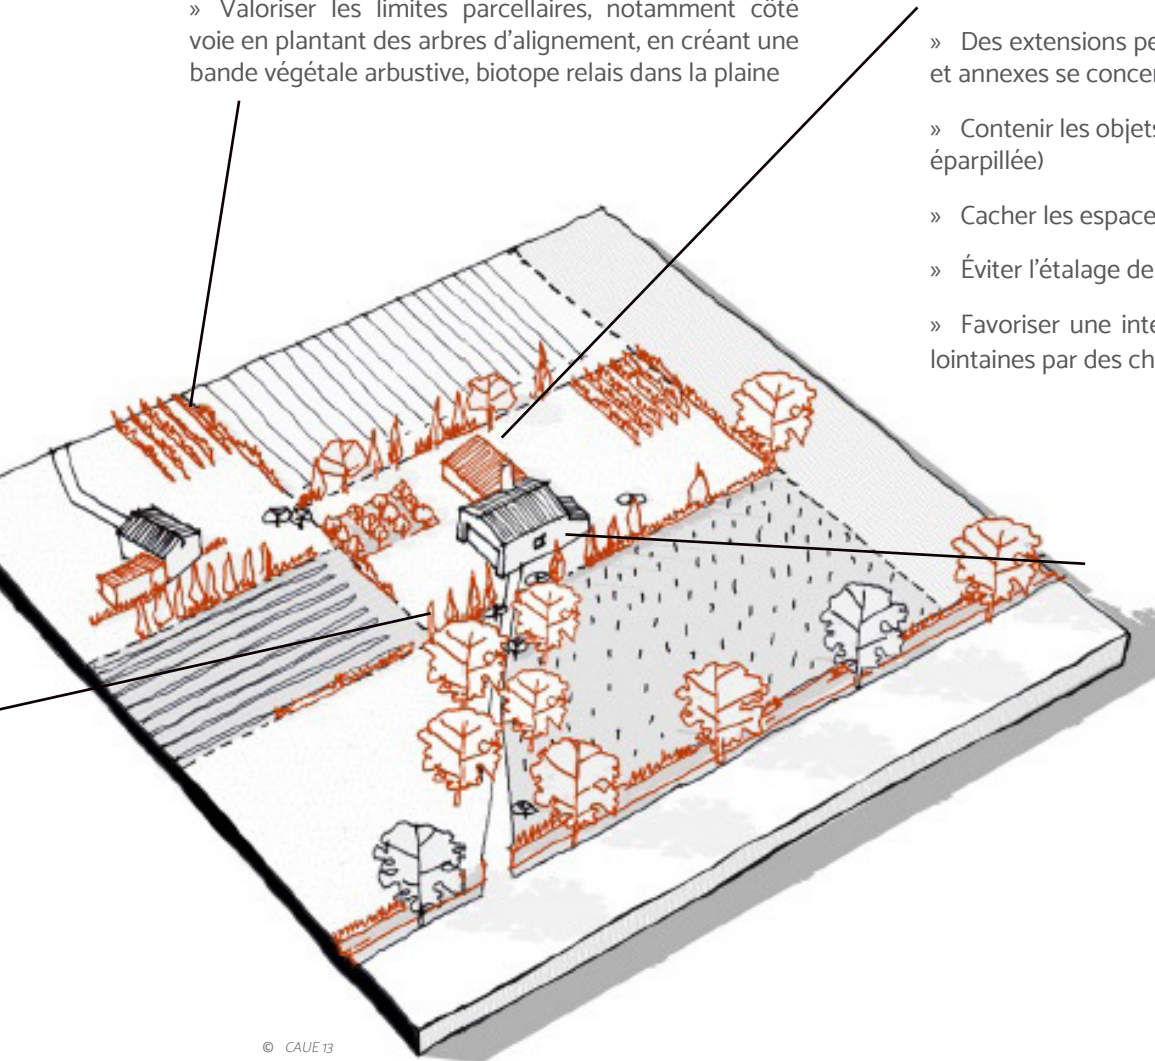 » Valoriser les limites parcellaires, notamment côté
voie en plantant des arbres d'alignement, en créant une
bande végétale arbustive, biotope relais dans la plaine
» Des extensions pe
et annexes se concer
» Contenir les objets
éparpillée)
» Cacher les espace
» Éviter l'étalage de
» Favoriser une inte
lointaines par des ch
© CAUE 13